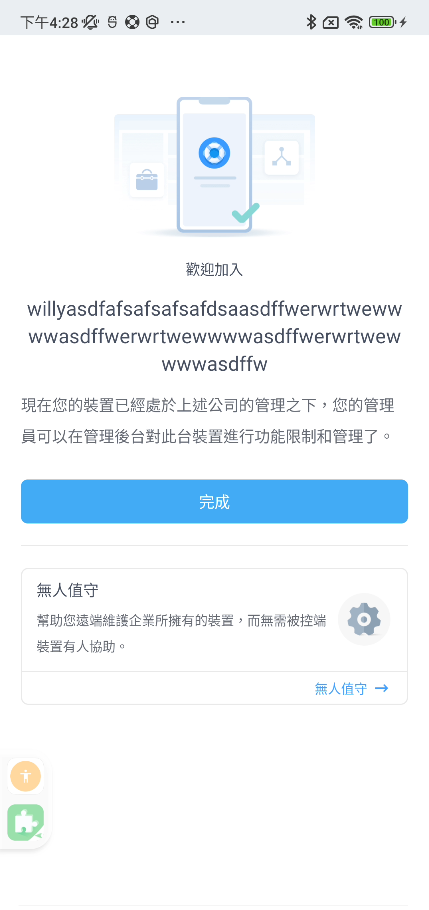 下午4:28
100
歡迎加入
willyasdfafsafsafsafdsaasdffwerwrtweww
wwasdffwerwrtwewwwwasdffwerwrtwew
wwwasdffw
現在您的裝置已經處於上述公司的管理之下，您的管理
員可以在管理後台對此台裝置進行功能限制和管理了。
完成
無人值守
幫助您遠端維護企業所擁有的裝置，而無需被控端
裝置有人協助。
無人值守